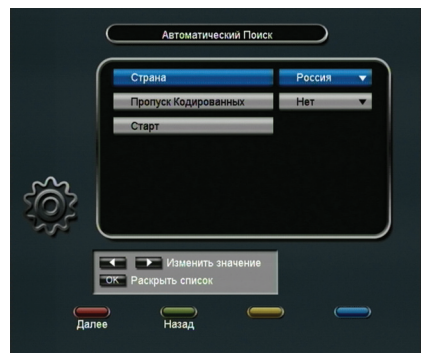 Автоматический Поиск
Страна Россия
Пропуск Кодированных Нет
Старт
Изменить значение
OK Раскрыть список
Далее Назад